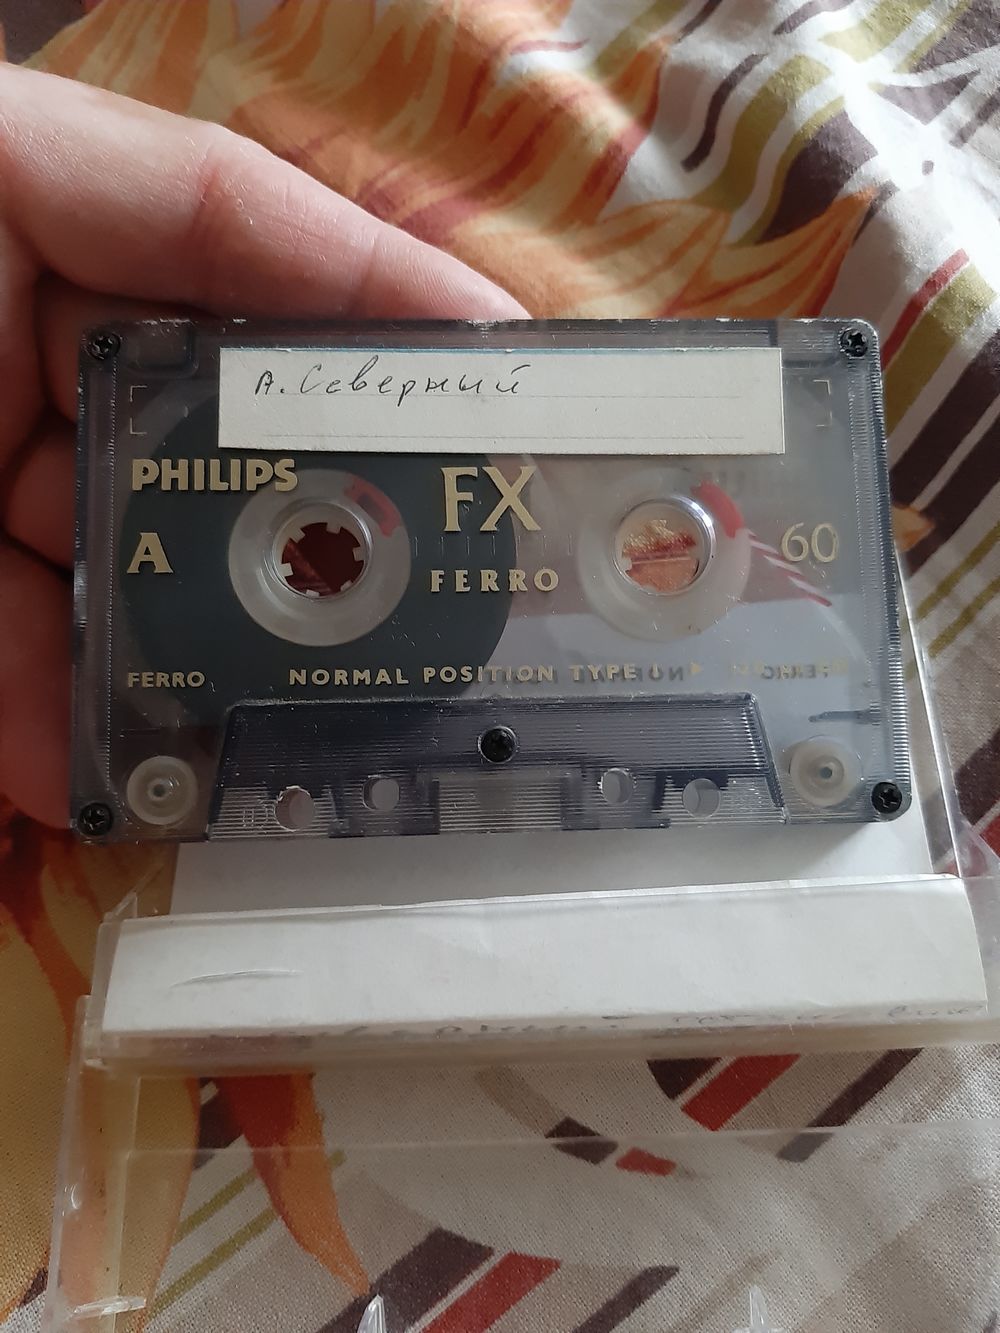 А. Северный
PHILIPS
FX
A
60
FERRO
FERRO
NORMAL POSITION TYPE I